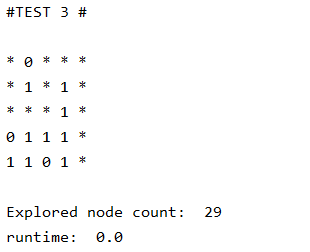 #TEST 3 #
* 0 * * *
* 1 * 1 *
* * * 1 *
0 1 1 1 *
1 1 0 1 *
Explored node count:  29
runtime:  0.0